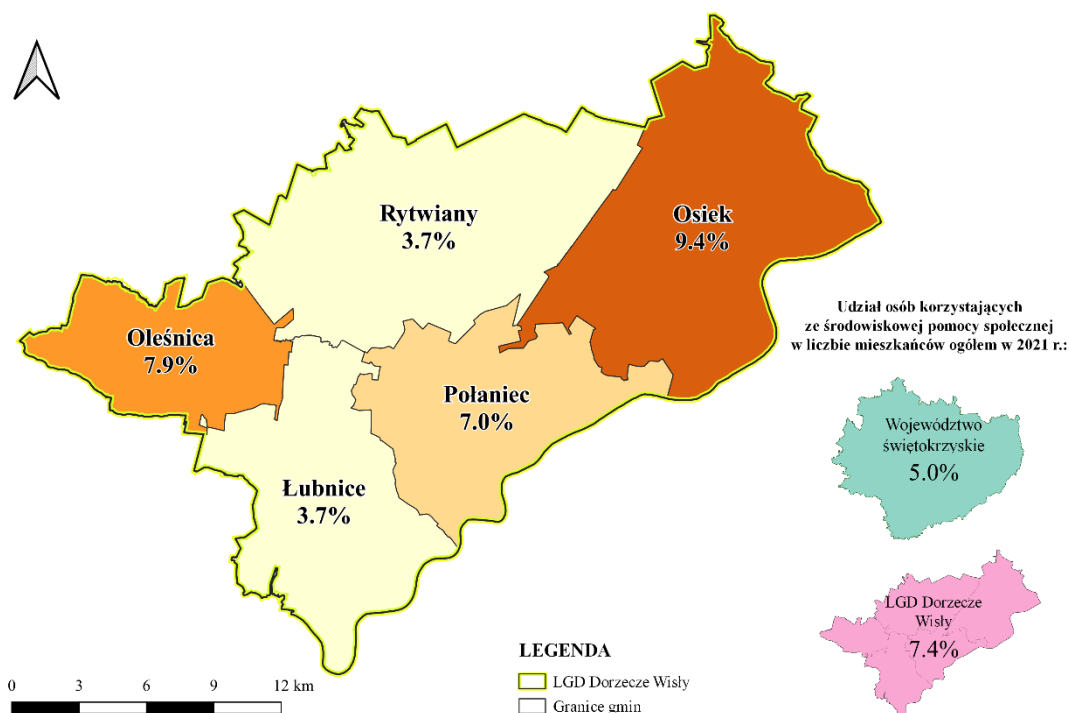 Rytwiany
3.7%
Osiek
9.4%
Oleśnica
7.9%
Połaniec
7.0%
Łubnice
3.7%
Udział osób korzystających
ze środowiskowej pomocy społecznej
w liczbie mieszkańców ogółem w 2021 r.:
Województwo
świętokrzyskie
5.0%
LGD Dorzecze
Wisły
7.4%
LEGENDA
LGD Dorzecze Wisły
Granice gmin
0 3 6 9 12 km